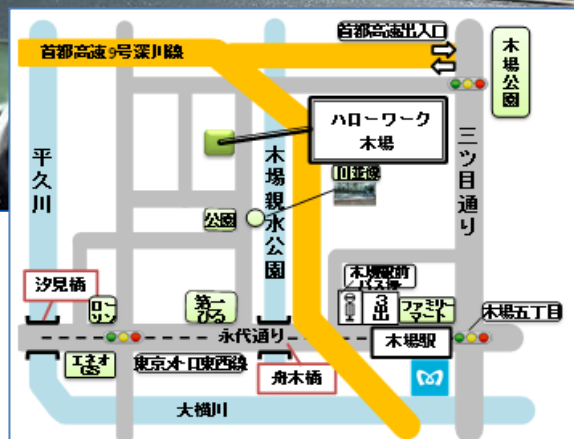 首都高速出入口
首都高速9号深川線
木場公園
ハローワーク
木場
三ツ目通り
平久川
木場親水公園
川並像
公園
汐見橋
ローソン
第一
びる
木場駅前
バス停
3出
ファミリー
マート
木場五丁目
永代通り
木場駅
エネオ
GS
東京メトロ東西線
舟木橋
大横川